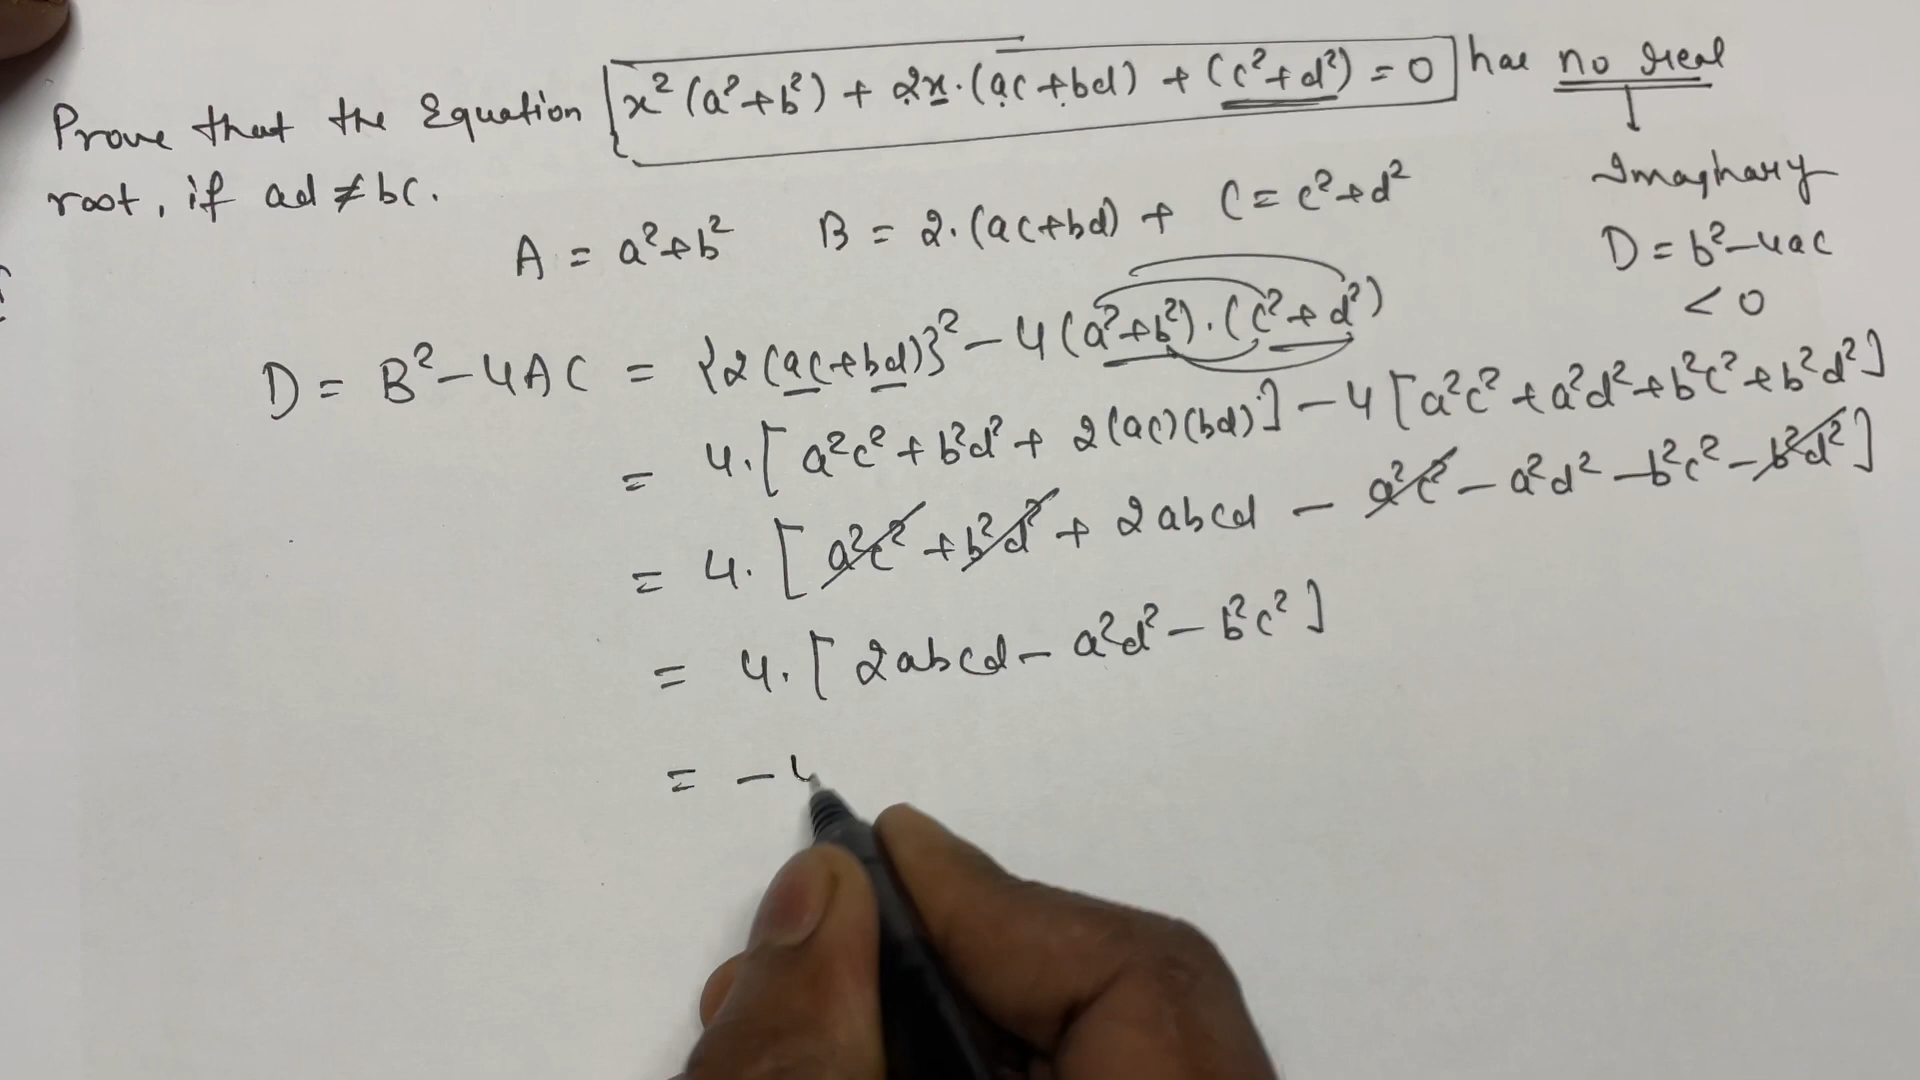 Prove that the Equation x²(a²+b²) + 2x·(ac+bd) + (c²+d²) = 0 has no real
root, if ad ≠ bc.
Imaginary
A = a²+b² B = 2·(ac+bd) + C = c²+d²
D = b²-4ac
< 0
D = B²-4AC = {2(ac+bd)}² - 4(a²+b²)·(c²+d²)
= 4·[a²c² + b²d² + 2(ac)(bd)] - 4[a²c² + a²d² + b²c² + b²d²]
= 4·[a²c² + b²d² + 2abcd - a²c² - a²d² - b²c² - b²d²]
= 4·[2abcd - a²d² - b²c²]
= -4